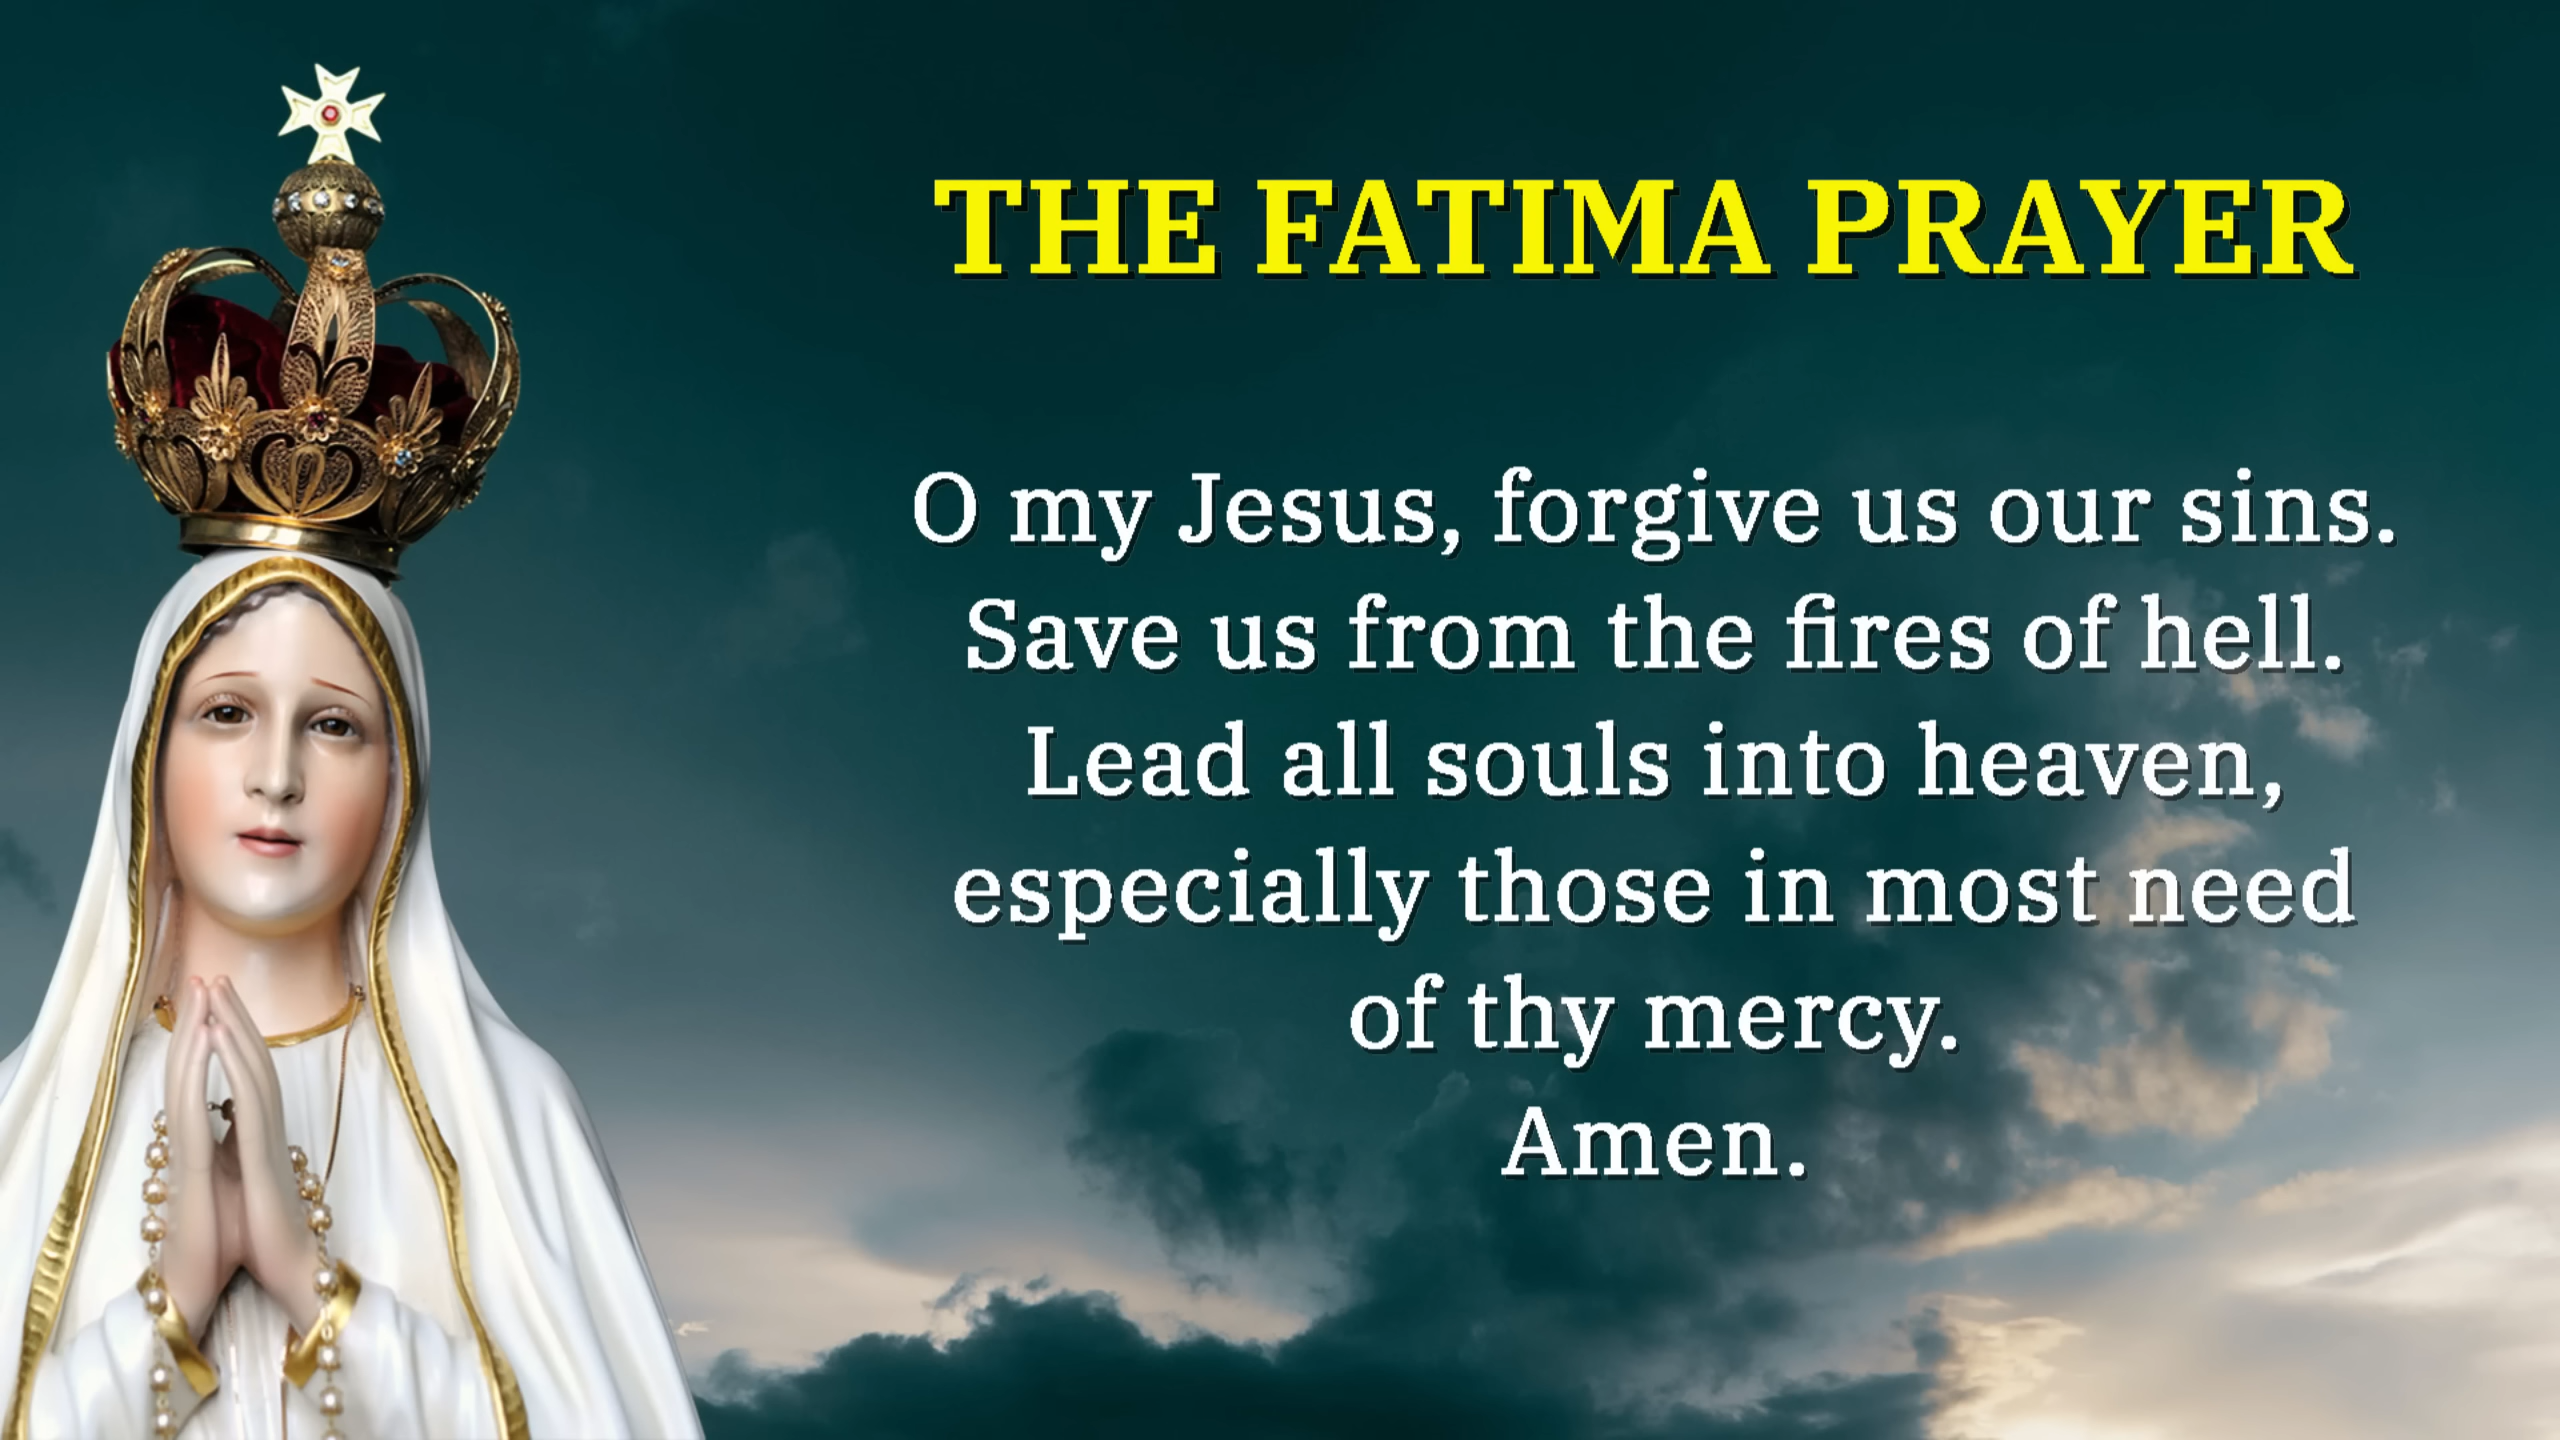 THE FATIMA PRAYER
O my Jesus, forgive us our sins.
Save us from the fires of hell.
Lead all souls into heaven,
especially those in most need
of thy mercy.
Amen.